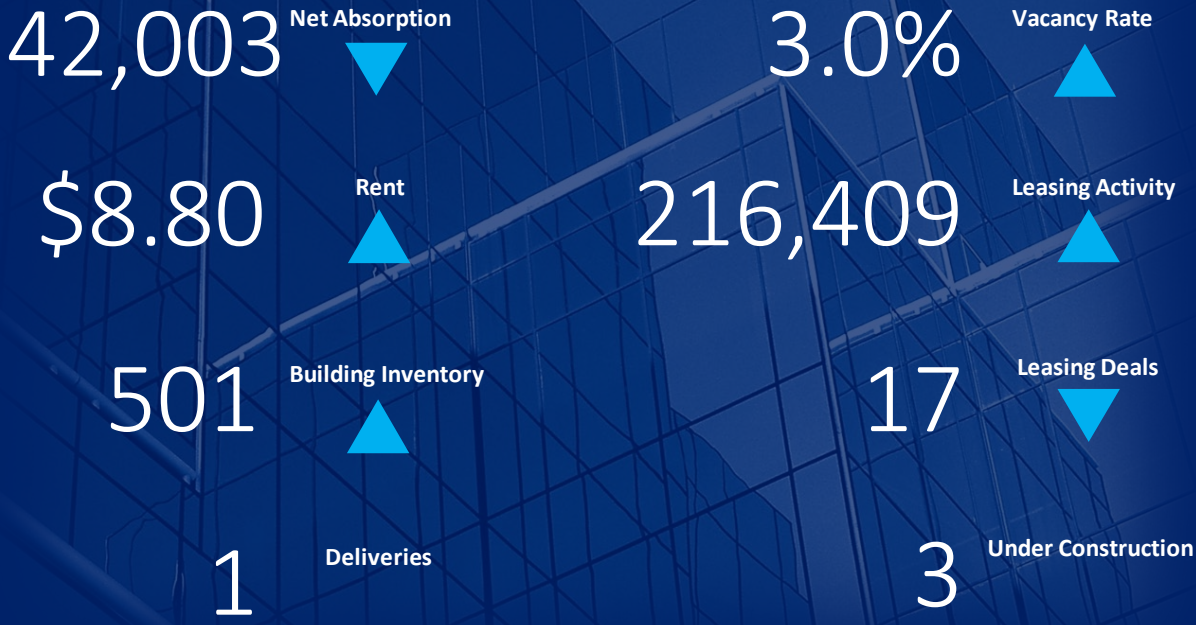 42,003 Net Absorption
3.0% Vacancy Rate
$8.80 Rent
216,409 Leasing Activity
501 Building Inventory
17 Leasing Deals
1 Deliveries
3 Under Construction